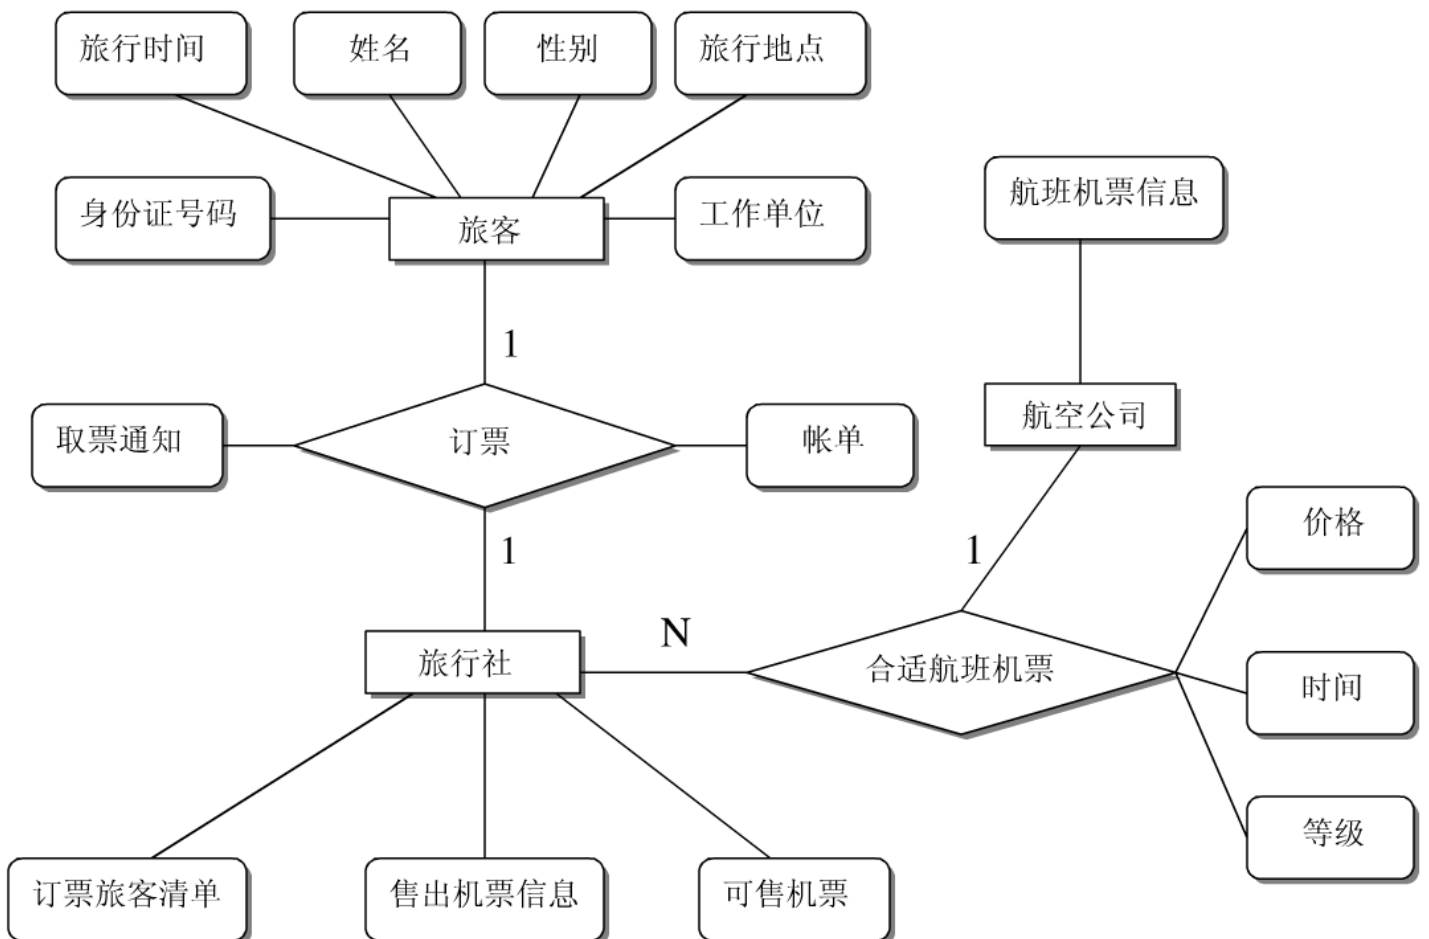 旅行时间
姓名
性别
旅行地点
身份证号码
旅客
工作单位
航班机票信息
1
取票通知
订票
帐单
航空公司
1
1
价格
N
旅行社
合适航班机票
时间
等级
订票旅客清单
售出机票信息
可售机票